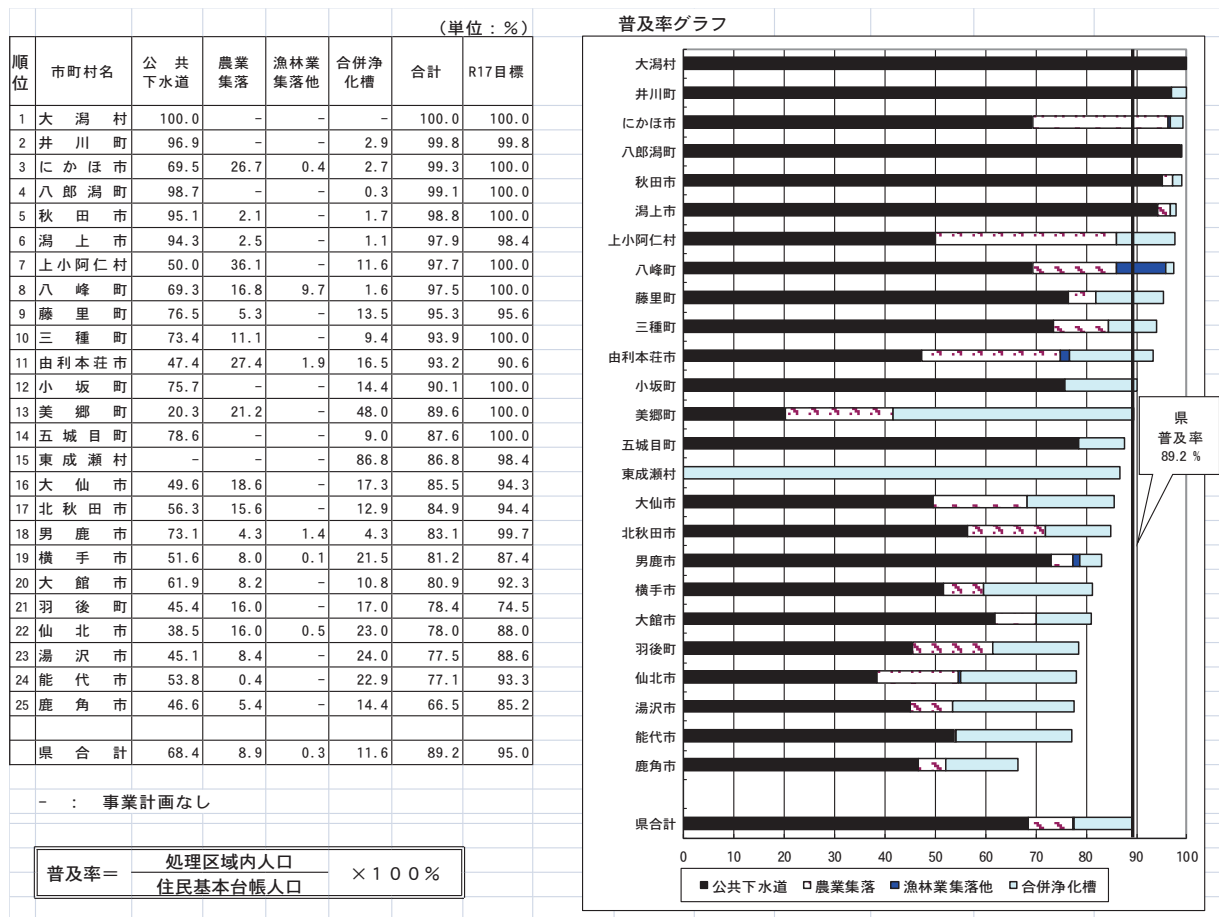 (単位：%)
順位 市町村名 公共下水道 農業集落 漁林業集落他 合併浄化槽 合計 R17目標
1 大潟村 100.0 － － － 100.0 100.0
2 井川町 96.9 － － 2.9 99.8 99.8
3 にかほ市 69.5 26.7 0.4 2.7 99.3 100.0
4 八郎潟町 98.7 － － 0.3 99.1 100.0
5 秋田市 95.1 2.1 － 1.7 98.8 100.0
6 潟上市 94.3 2.5 － 1.1 97.9 98.4
7 上小阿仁村 50.0 36.1 － 11.6 97.7 100.0
8 八峰町 69.3 16.8 9.7 1.6 97.5 100.0
9 藤里町 76.5 5.3 － 13.5 95.3 95.6
10 三種町 73.4 11.1 － 9.4 93.9 100.0
11 由利本荘市 47.4 27.4 1.9 16.5 93.2 90.6
12 小坂町 75.7 － － 14.4 90.1 100.0
13 美郷町 20.3 21.2 － 48.0 89.6 100.0
14 五城目町 78.6 － － 9.0 87.6 100.0
15 東成瀬村 － － － 86.8 86.8 98.4
16 大仙市 49.6 18.6 － 17.3 85.5 94.3
17 北秋田市 56.3 15.6 － 12.9 84.9 94.4
18 男鹿市 73.1 4.3 1.4 4.3 83.1 99.7
19 横手市 51.6 8.0 0.1 21.5 81.2 87.4
20 大館市 61.9 8.2 － 10.8 80.9 92.3
21 羽後町 45.4 16.0 － 17.0 78.4 74.5
22 仙北市 38.5 16.0 0.5 23.0 78.0 88.0
23 湯沢市 45.1 8.4 － 24.0 77.5 88.6
24 能代市 53.8 0.4 － 22.9 77.1 93.3
25 鹿角市 46.6 5.4 － 14.4 66.5 85.2
県合計 68.4 8.9 0.3 11.6 89.2 95.0
－ ： 事業計画なし
普及率＝ 処理区域内人口
住民基本台帳人口 ×１００％
普及率グラフ
大潟村
井川町
にかほ市
八郎潟町
秋田市
潟上市
上小阿仁村
八峰町
藤里町
三種町
由利本荘市
小坂町
美郷町
五城目町
東成瀬村
大仙市
北秋田市
男鹿市
横手市
大館市
羽後町
仙北市
湯沢市
能代市
鹿角市
県合計
県
普及率
89.2 %
0 10 20 30 40 50 60 70 80 90 100
公共下水道 農業集落 漁林業集落他 合併浄化槽